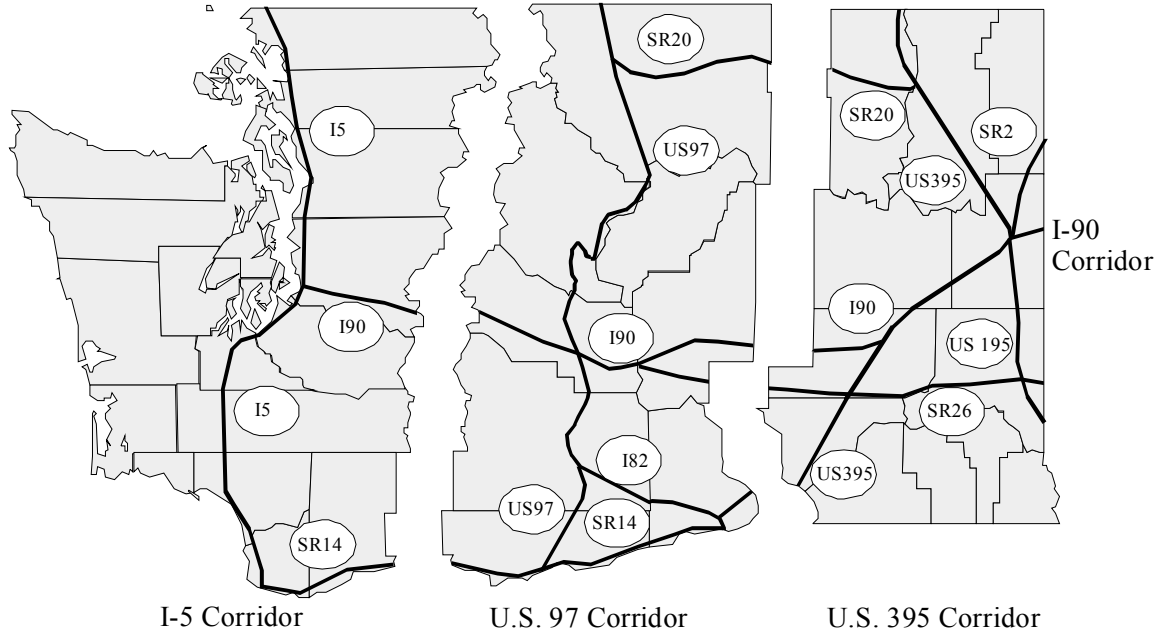 I5
I90
I5
SR14
I-5 Corridor
SR20
US97
I90
I82
US97
SR14
U.S. 97 Corridor
SR20
SR2
US395
I-90
Corridor
I90
US 195
SR26
US395
U.S. 395 Corridor